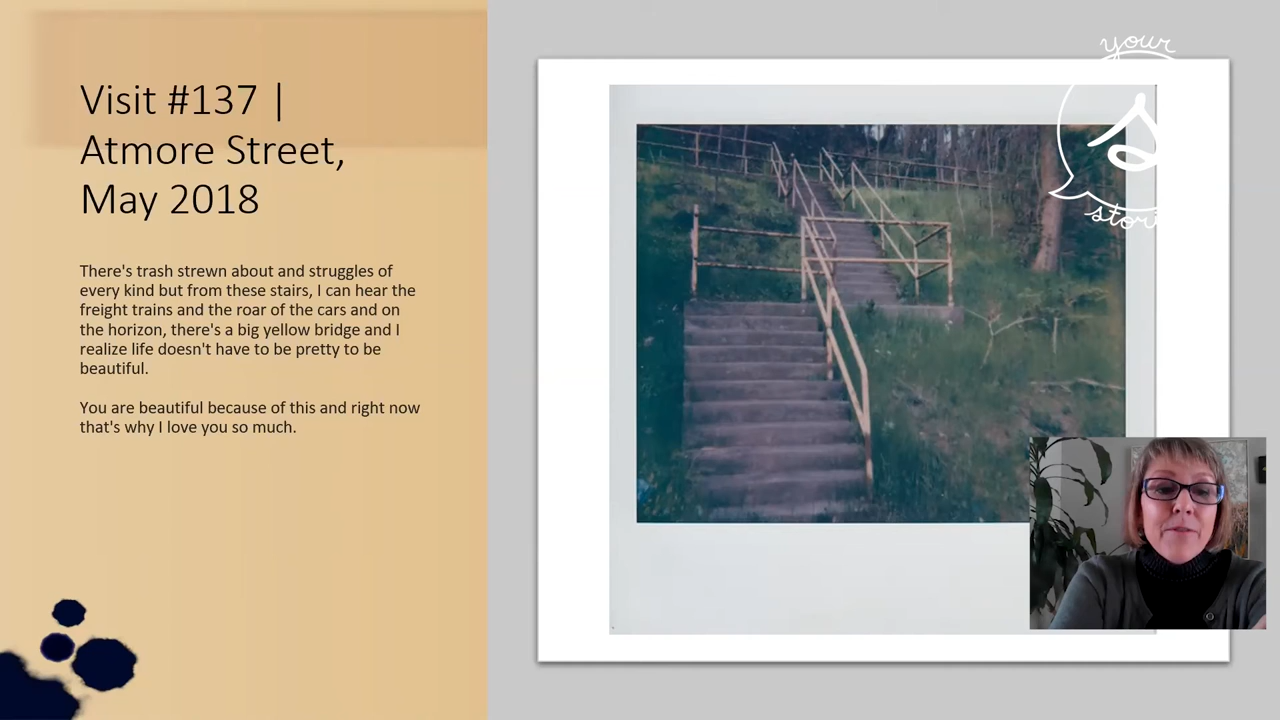 Visit #137 |
Atmore Street,
May 2018
There's trash strewn about and struggles of
every kind but from these stairs, I can hear the
freight trains and the roar of the cars and on
the horizon, there's a big yellow bridge and I
realize life doesn't have to be pretty to be
beautiful.
You are beautiful because of this and right now
that's why I love you so much.
your